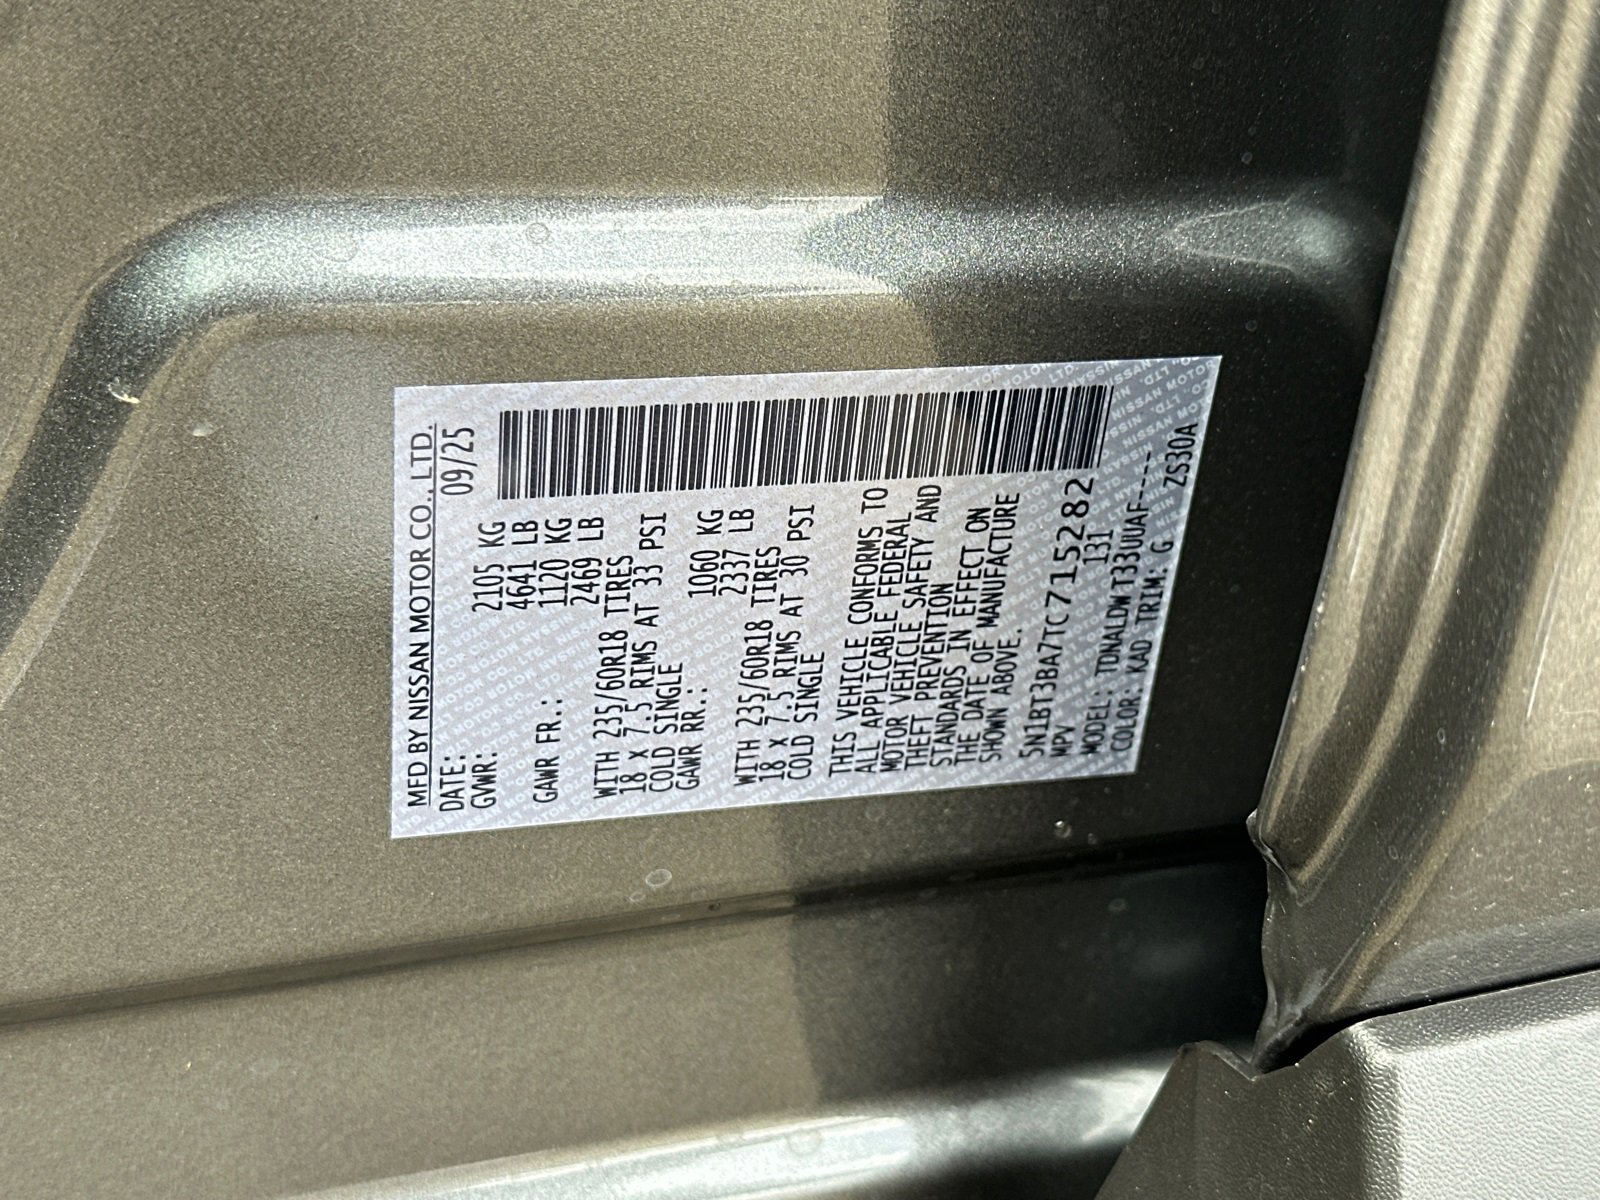 MFD BY NISSAN MOTOR CO., LTD.
DATE: 09/25
GVWR: 2105 KG
4641 LB
GAWR FR.: 1120 KG
2469 LB
WITH 235/60R18 TIRES
18 X 7.5 RIMS AT 33 PSI
COLD SINGLE
GAWR RR.: 1060 KG
2337 LB
WITH 235/60R18 TIRES
18 X 7.5 RIMS AT 30 PSI
COLD SINGLE
THIS VEHICLE CONFORMS TO
ALL APPLICABLE FEDERAL
MOTOR VEHICLE SAFETY AND
THEFT PREVENTION
STANDARDS IN EFFECT ON
THE DATE OF MANUFACTURE
SHOWN ABOVE.
5N1BT3BA7TC715282
MPV 131
MODEL: TONALDW T33UUAF-----
COLOR: KAD TRIM: G ZS30A